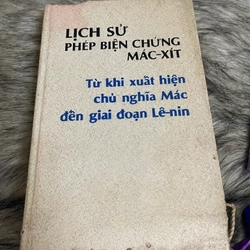 LỊCH SỬ
PHÉP BIỆN CHỨNG
MÁC-XÍT
Từ khi xuất hiện
chủ nghĩa Mác
đến giai đoạn Lê-nin